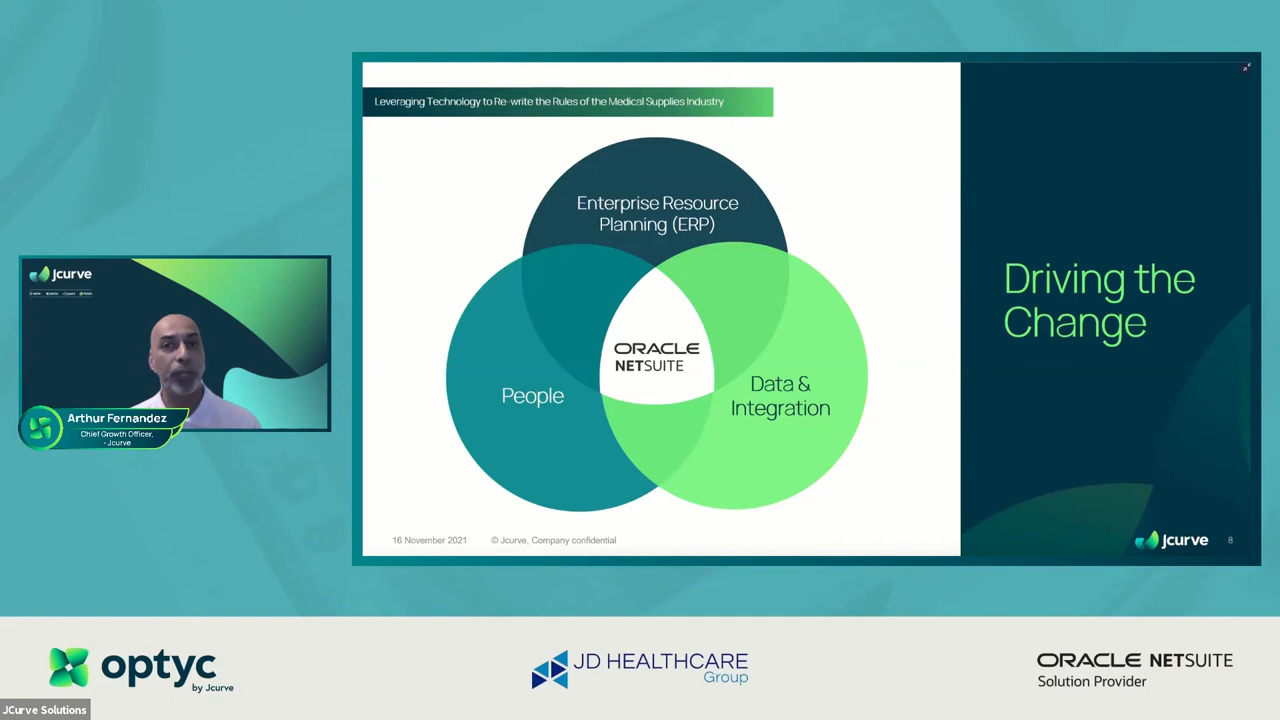 Leveraging Technology to Re-write the Rules of the Medical Supplies Industry
Enterprise Resource
Planning (ERP)
ORACLE
NETSUITE
People
Data &
Integration
Driving the
Change
16 November 2021
© Jcurve, Company confidential
Jcurve
8
Jcurve
Arthur Fernandez
Chief Growth Officer,
- Jcurve
optyc
by Jcurve
JD HEALTHCARE
Group
ORACLE NETSUITE
Solution Provider
JCurve Solutions